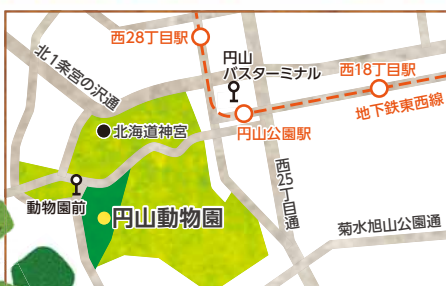 西28丁目駅
北1条宮の沢通
円山
バスターミナル
西18丁目駅
地下鉄東西線
北海道神宮
円山公園駅
西25丁目通
動物園前
円山動物園
菊水旭山公園通